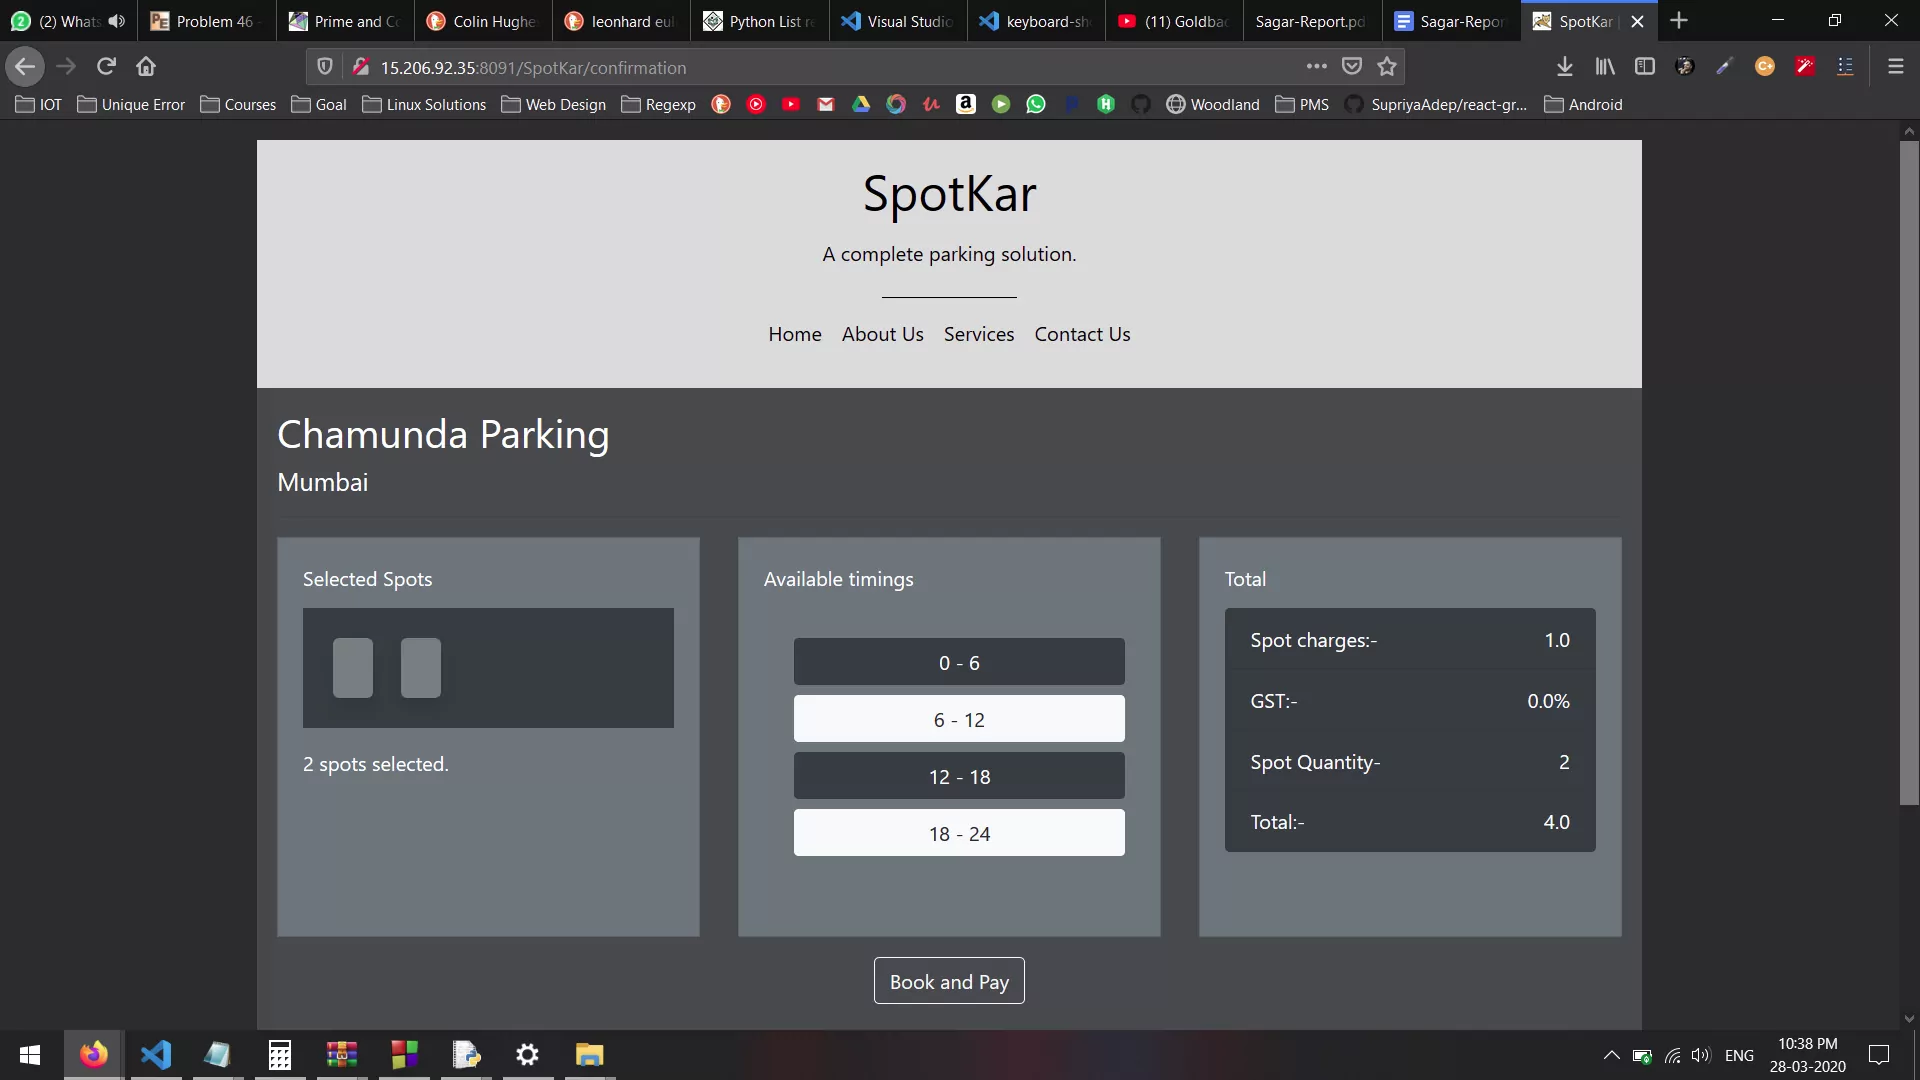 (2) Whats
Problem 46 -
Prime and Co
Colin Hughe
leonhard eul
Python List re
Visual Studio
keyboard-sh
(11) Goldbac
Sagar-Report.pd
Sagar-Repor
SpotKar |
15.206.92.35:8091/SpotKar/confirmation
IOT
Unique Error
Courses
Goal
Linux Solutions
Web Design
Regexp
Woodland
PMS
SupriyaAdep/react-gr...
Android
SpotKar
A complete parking solution.
Home About Us Services Contact Us
Chamunda Parking
Mumbai
Selected Spots
2 spots selected.
Available timings
0 - 6
6 - 12
12 - 18
18 - 24
Total
Spot charges:- 1.0
GST:- 0.0%
Spot Quantity- 2
Total:- 4.0
Book and Pay
ENG
10:38 PM
28-03-2020